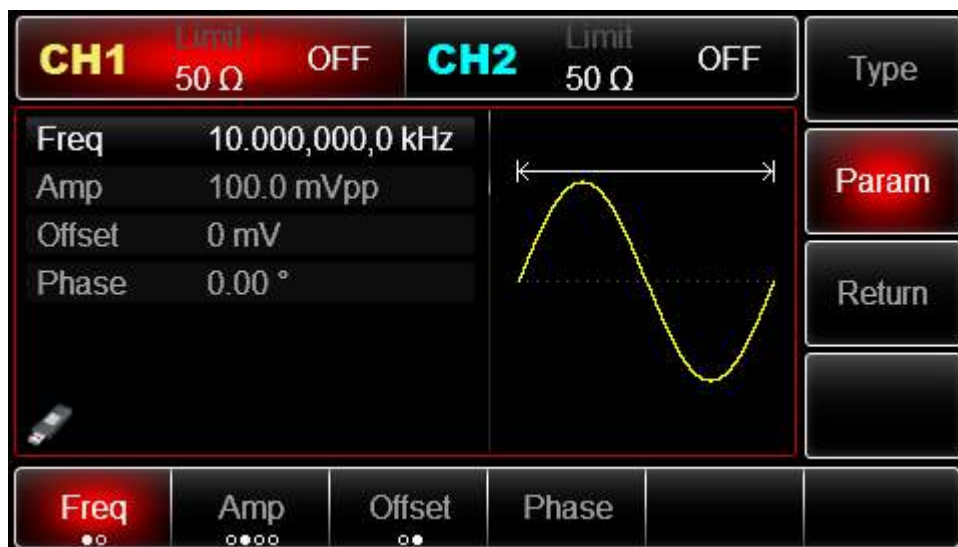 CH1 Limit 50 Ω OFF CH2 Limit 50 Ω OFF
Type
Freq 10.000,000,0 kHz
Amp 100.0 mVpp
Offset 0 mV
Phase 0.00 °
Param
Return
Freq Amp Offset Phase